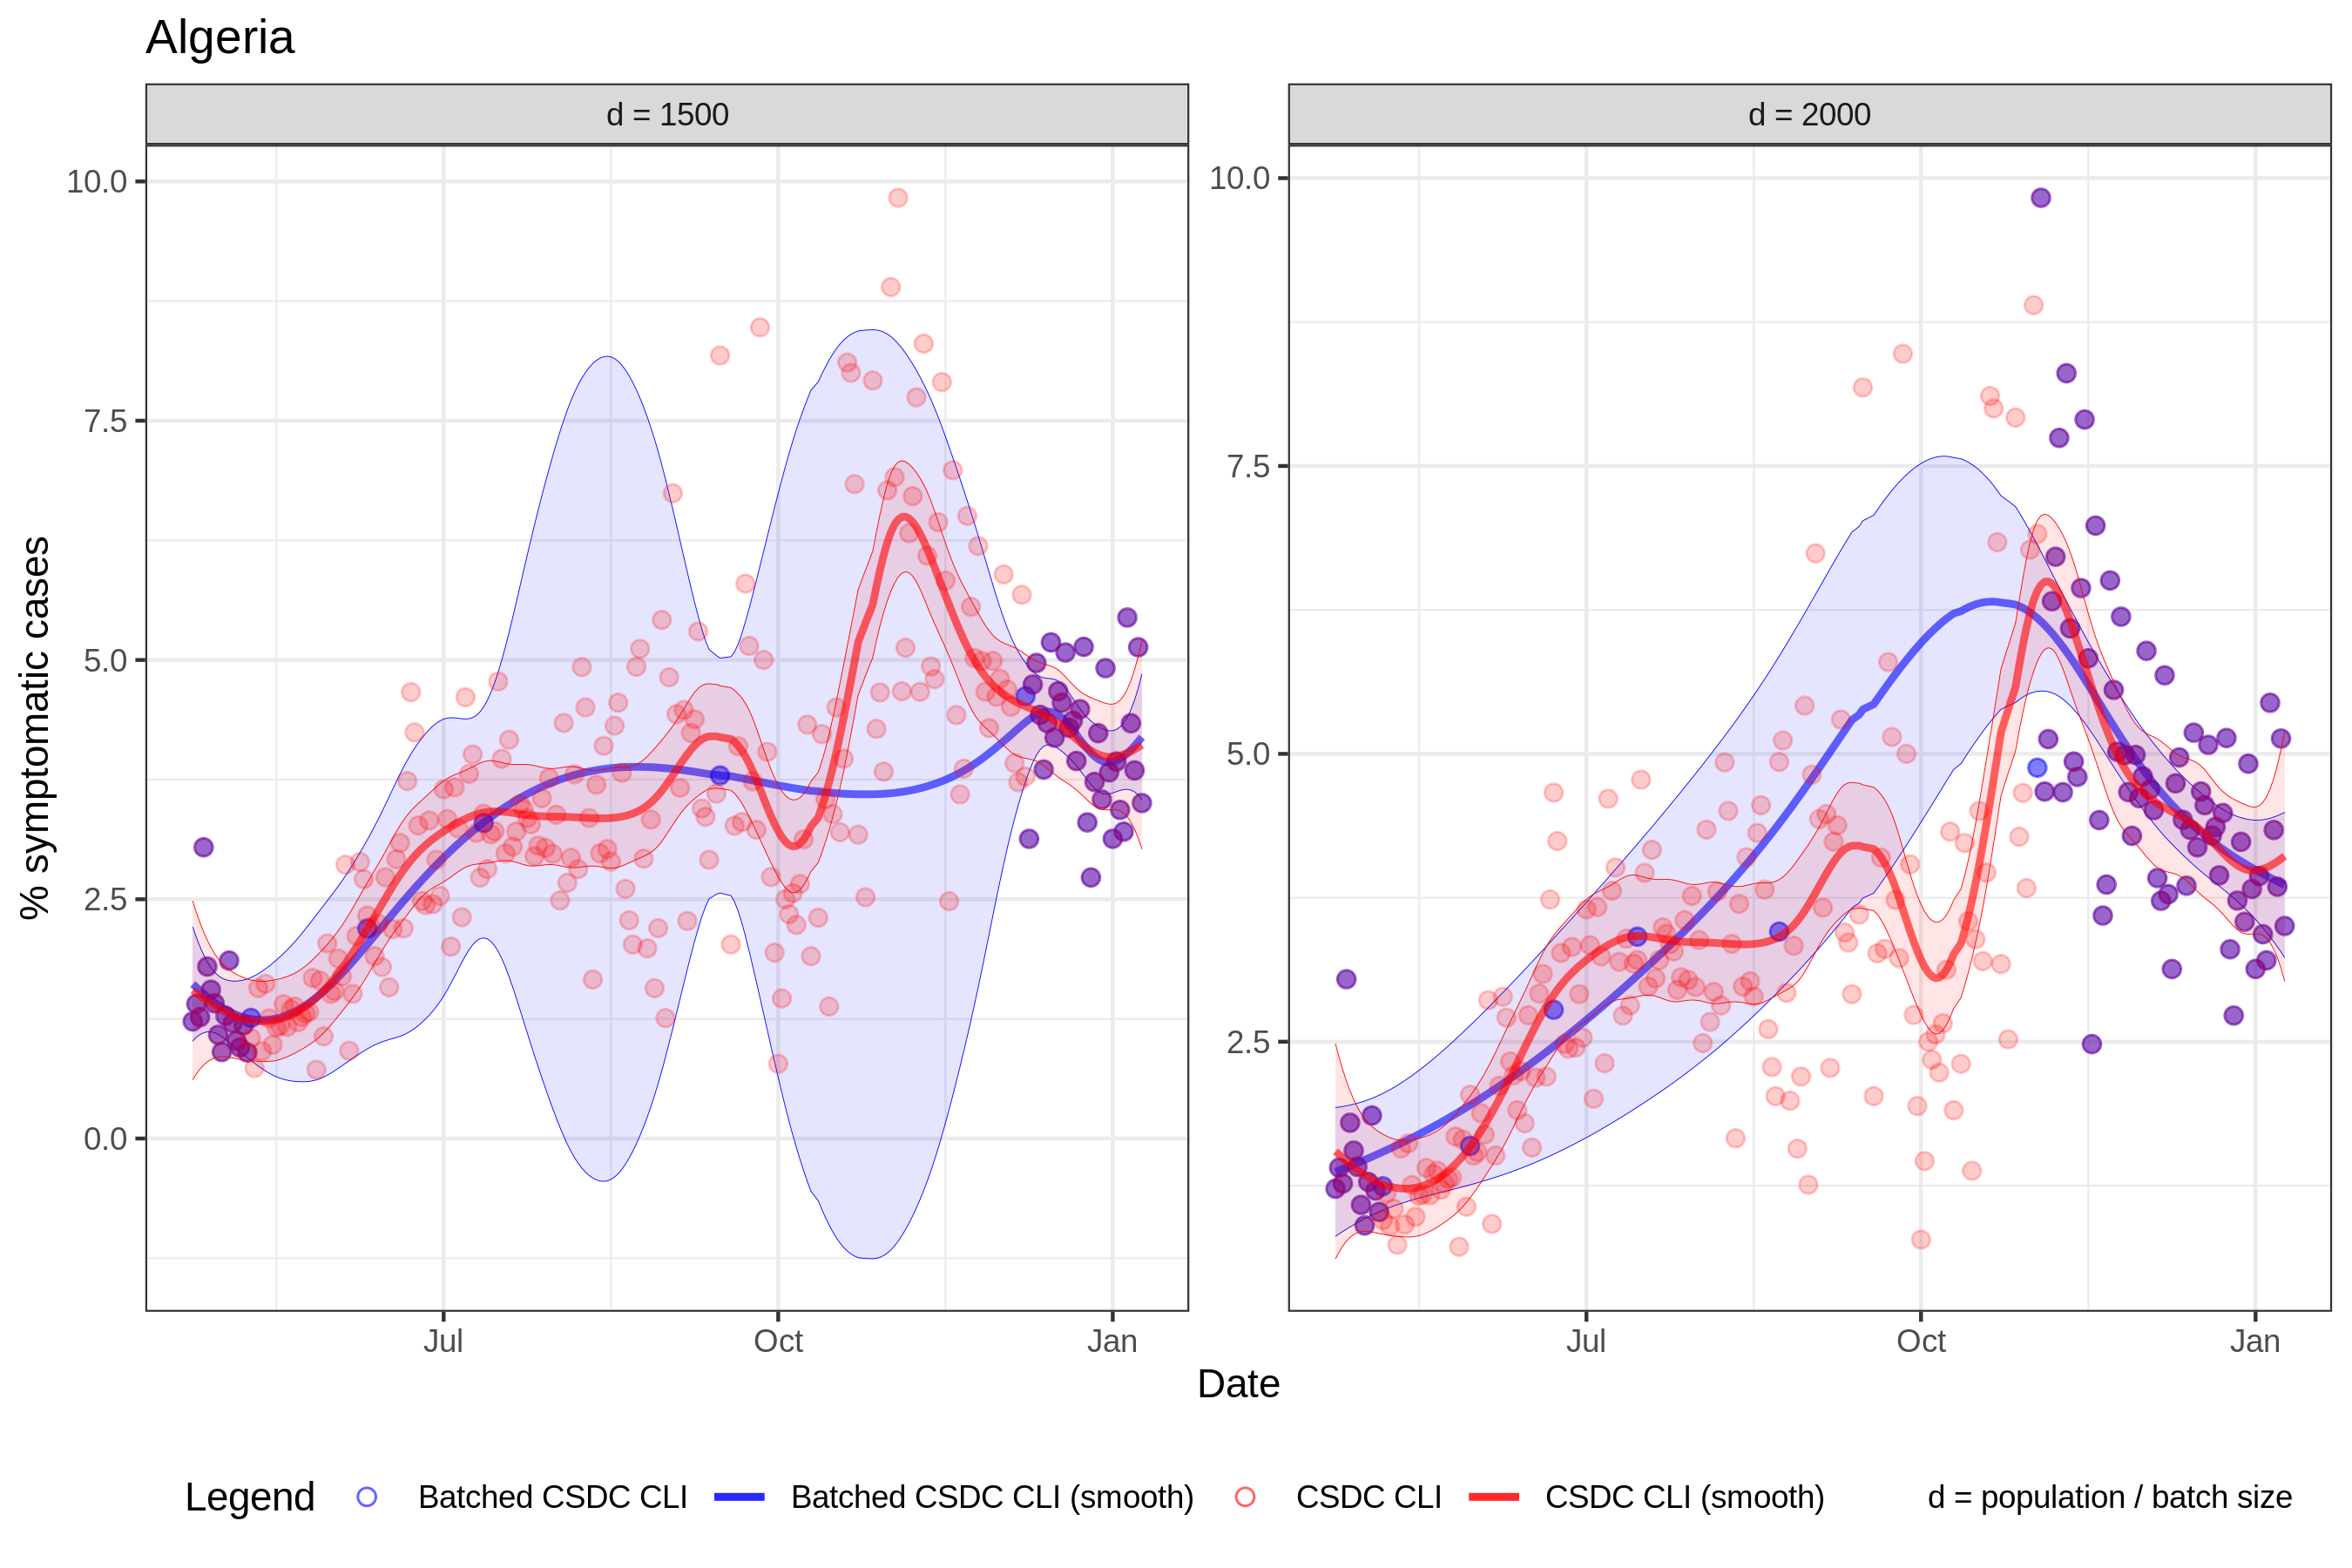 Algeria
d = 1500
d = 2000
10.0
7.5
5.0
2.5
0.0
10.0
7.5
5.0
2.5
% symptomatic cases
Jul
Oct
Jan
Jul
Oct
Jan
Date
Legend
Batched CSDC CLI
Batched CSDC CLI (smooth)
CSDC CLI
CSDC CLI (smooth)
d = population / batch size